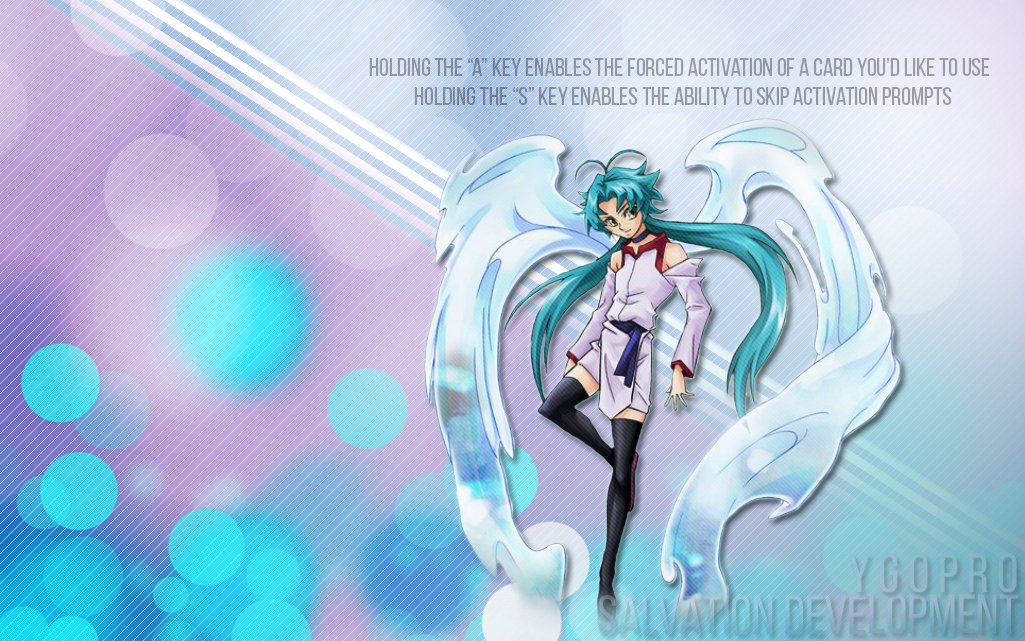 HOLDING THE “A” KEY ENABLES THE FORCED ACTIVATION OF A CARD YOU'D LIKE TO USE
HOLDING THE “S” KEY ENABLES THE ABILITY TO SKIP ACTIVATION PROMPTS
YGOPRO
SALVATION DEVELOPMENT